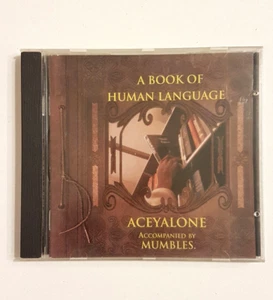 A BOOK OF
HUMAN LANGUAGE
ACEYALONE
ACCOMPANIED BY
MUMBLES.